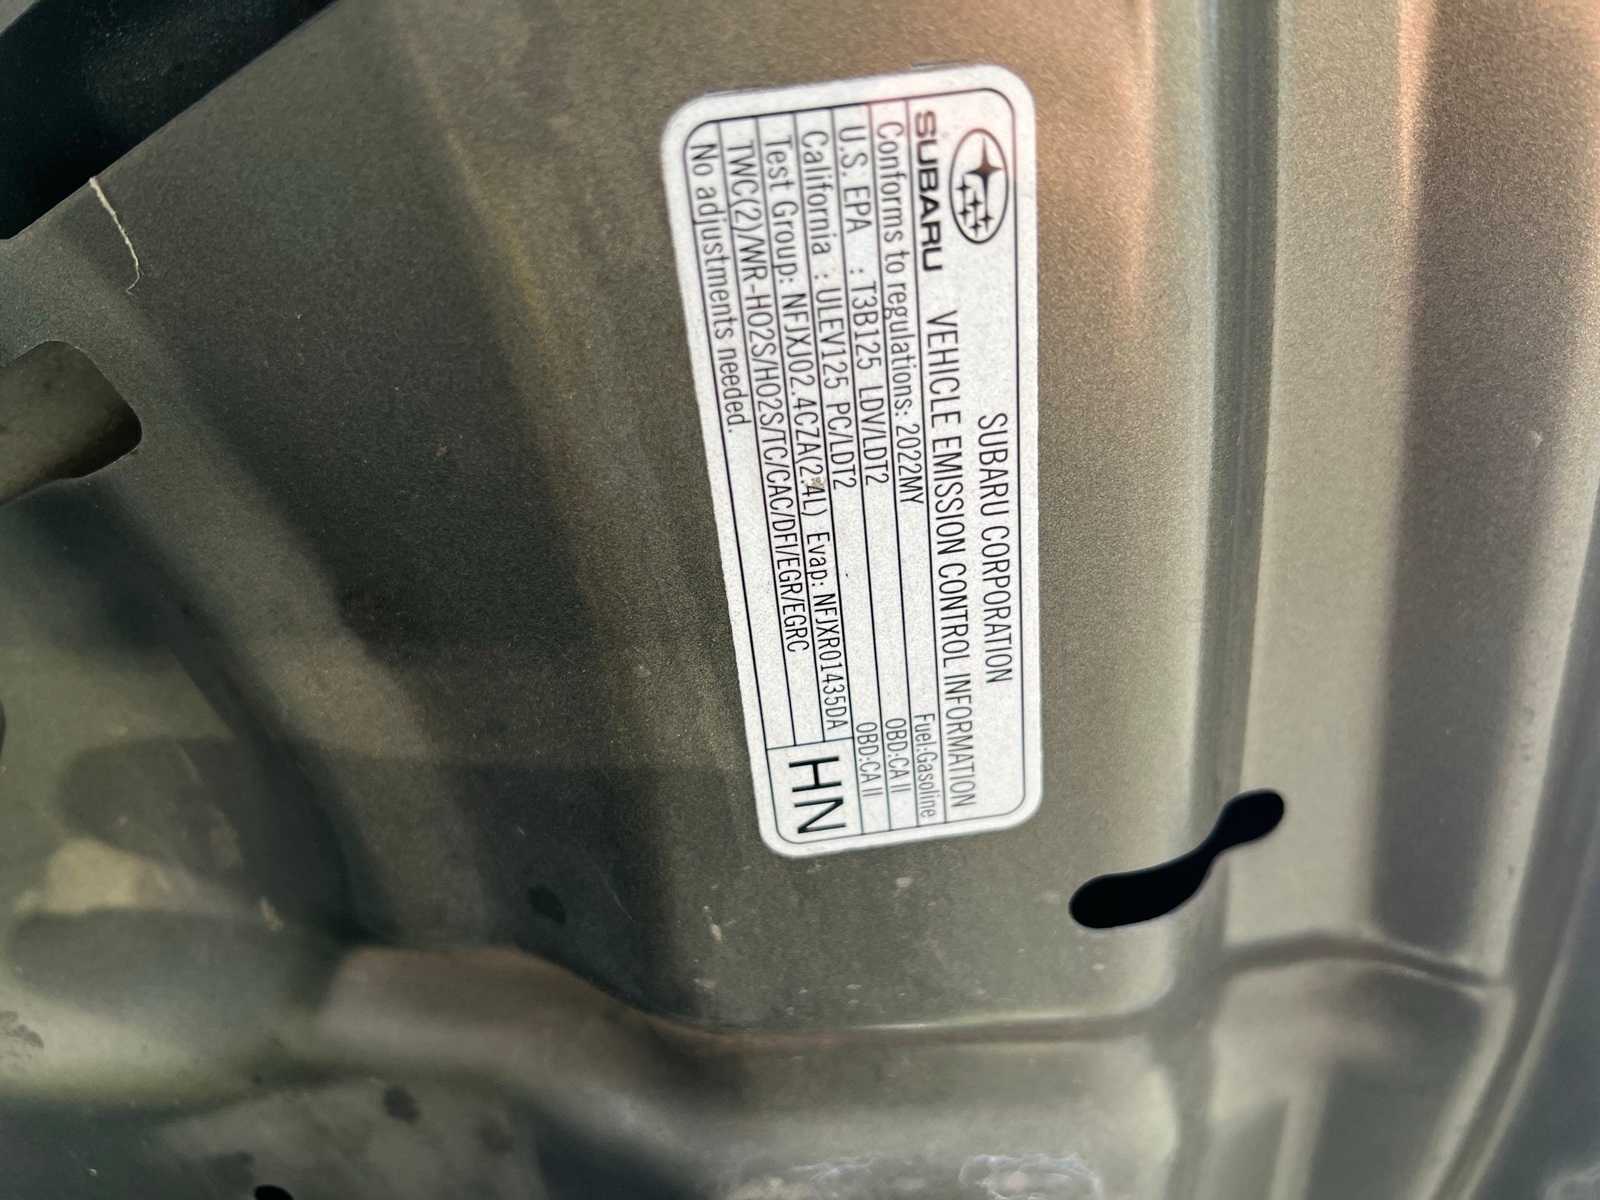 SUBARU CORPORATION
SUBARU VEHICLE EMISSION CONTROL INFORMATION
Conforms to regulations: 2022MY Fuel:Gasoline
U.S. EPA : T3B125 LDV/LDT2 OBD:CA II
California : ULEV125 PC/LDT2 OBD:CA II
Test Group: NFJXJ02.4CZA(2.4L) Evap: NFJXR01435DA
TWC(2)/WR-HO2S/HO2S/TC/CAC/DFI/EGR/EGRC
No adjustments needed.
HN